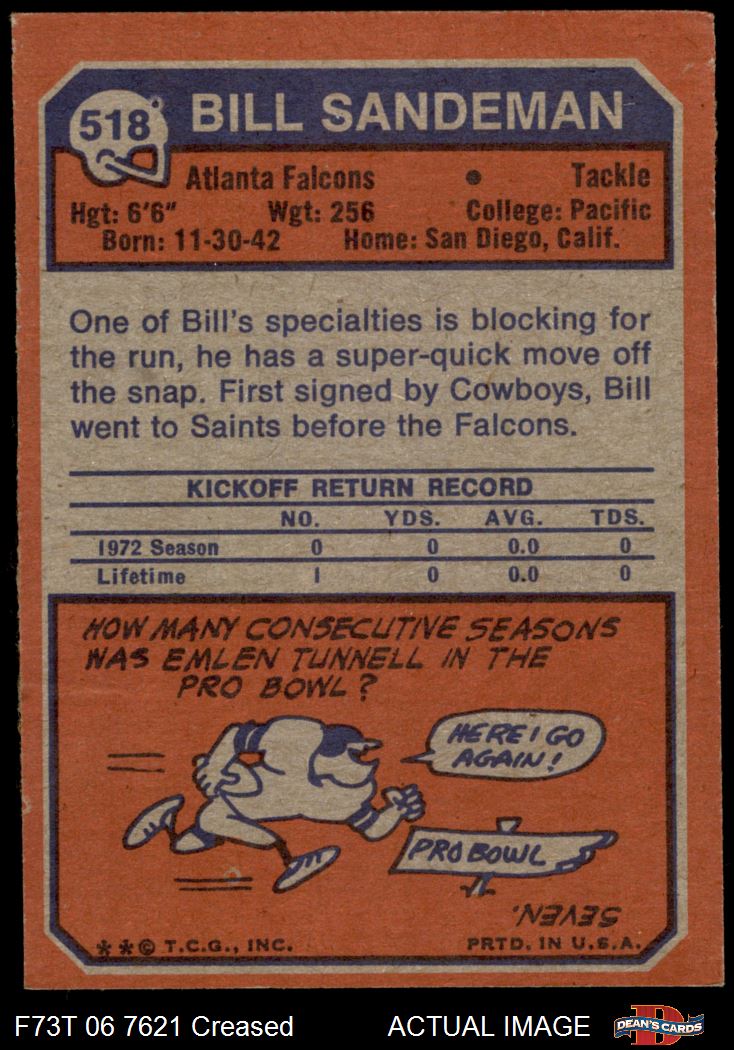 518
BILL SANDEMAN
Atlanta Falcons • Tackle
Hgt: 6'6" Wgt: 256 College: Pacific
Born: 11-30-42 Home: San Diego, Calif.
One of Bill's specialties is blocking for
the run, he has a super-quick move off
the snap. First signed by Cowboys, Bill
went to Saints before the Falcons.
KICKOFF RETURN RECORD
NO. YDS. AVG. TDS.
1972 Season 0 0 0.0 0
Lifetime 1 0 0.0 0
HOW MANY CONSECUTIVE SEASONS
WAS EMLEN TUNNELL IN THE
PRO BOWL?
HERE I GO
AGAIN!
PRO BOWL
SEVEN.
**© T.C.G., INC. PRTD. IN U.S.A.
F73T 06 7621 Creased ACTUAL IMAGE D DEAN'S CARDS